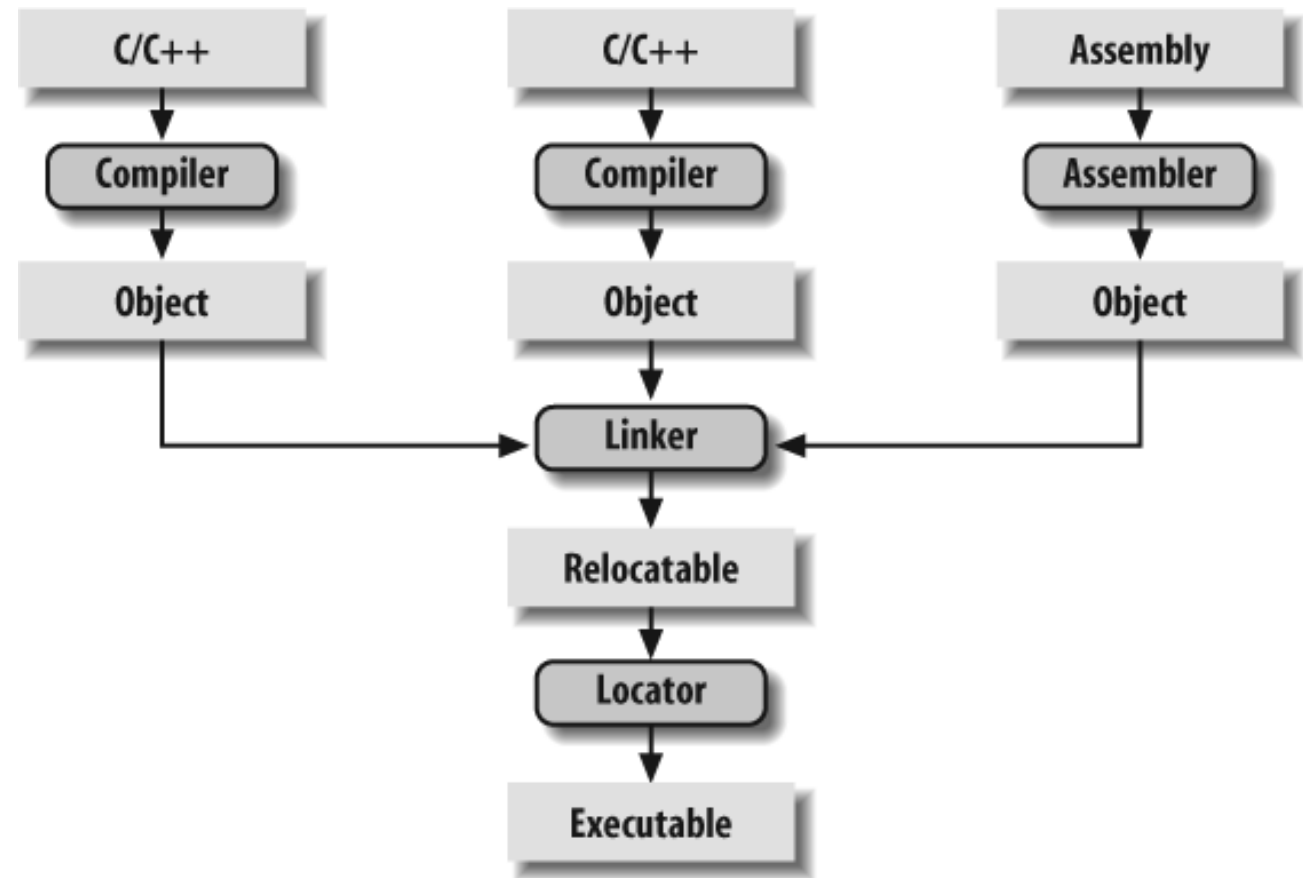 C/C++
C/C++
Assembly
Compiler
Compiler
Assembler
Object
Object
Object
Linker
Relocatable
Locator
Executable